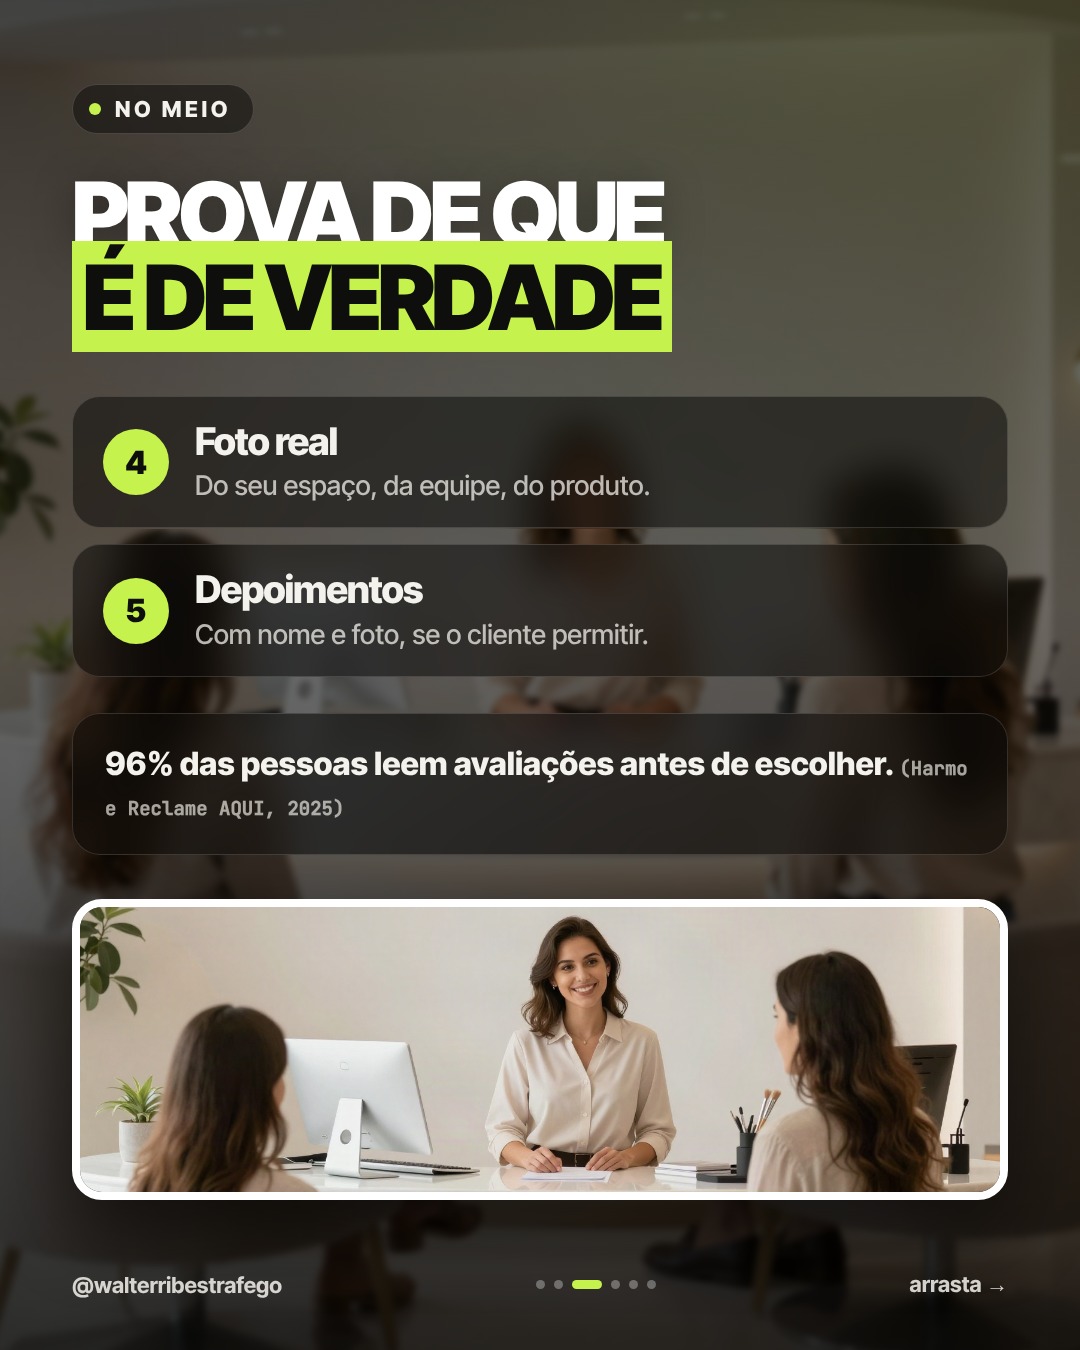 NO MEIO
PROVA DE QUE
É DE VERDADE
4
Foto real
Do seu espaço, da equipe, do produto.
5
Depoimentos
Com nome e foto, se o cliente permitir.
96% das pessoas leem avaliações antes de escolher. (Harmo
e Reclame AQUI, 2025)
@walterribestrafego
arrasta →